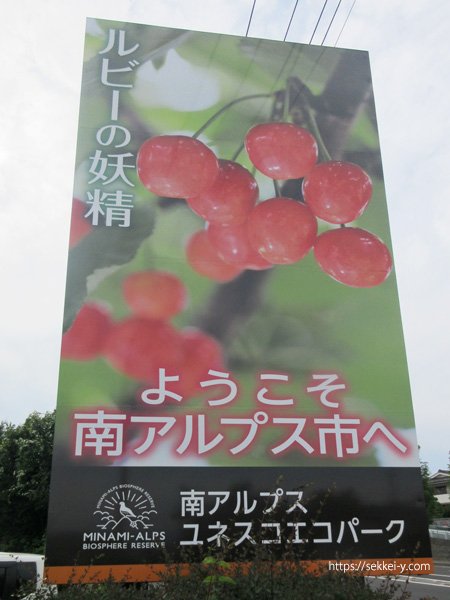 ルビーの妖精
ようこそ
南アルプス市へ
MINAMI-ALPS BIOSPHERE RESERVE
MINAMI-ALPS
BIOSPHERE RESERVE
南アルプス
ユネスコエコパーク
https://sekkei-y.com